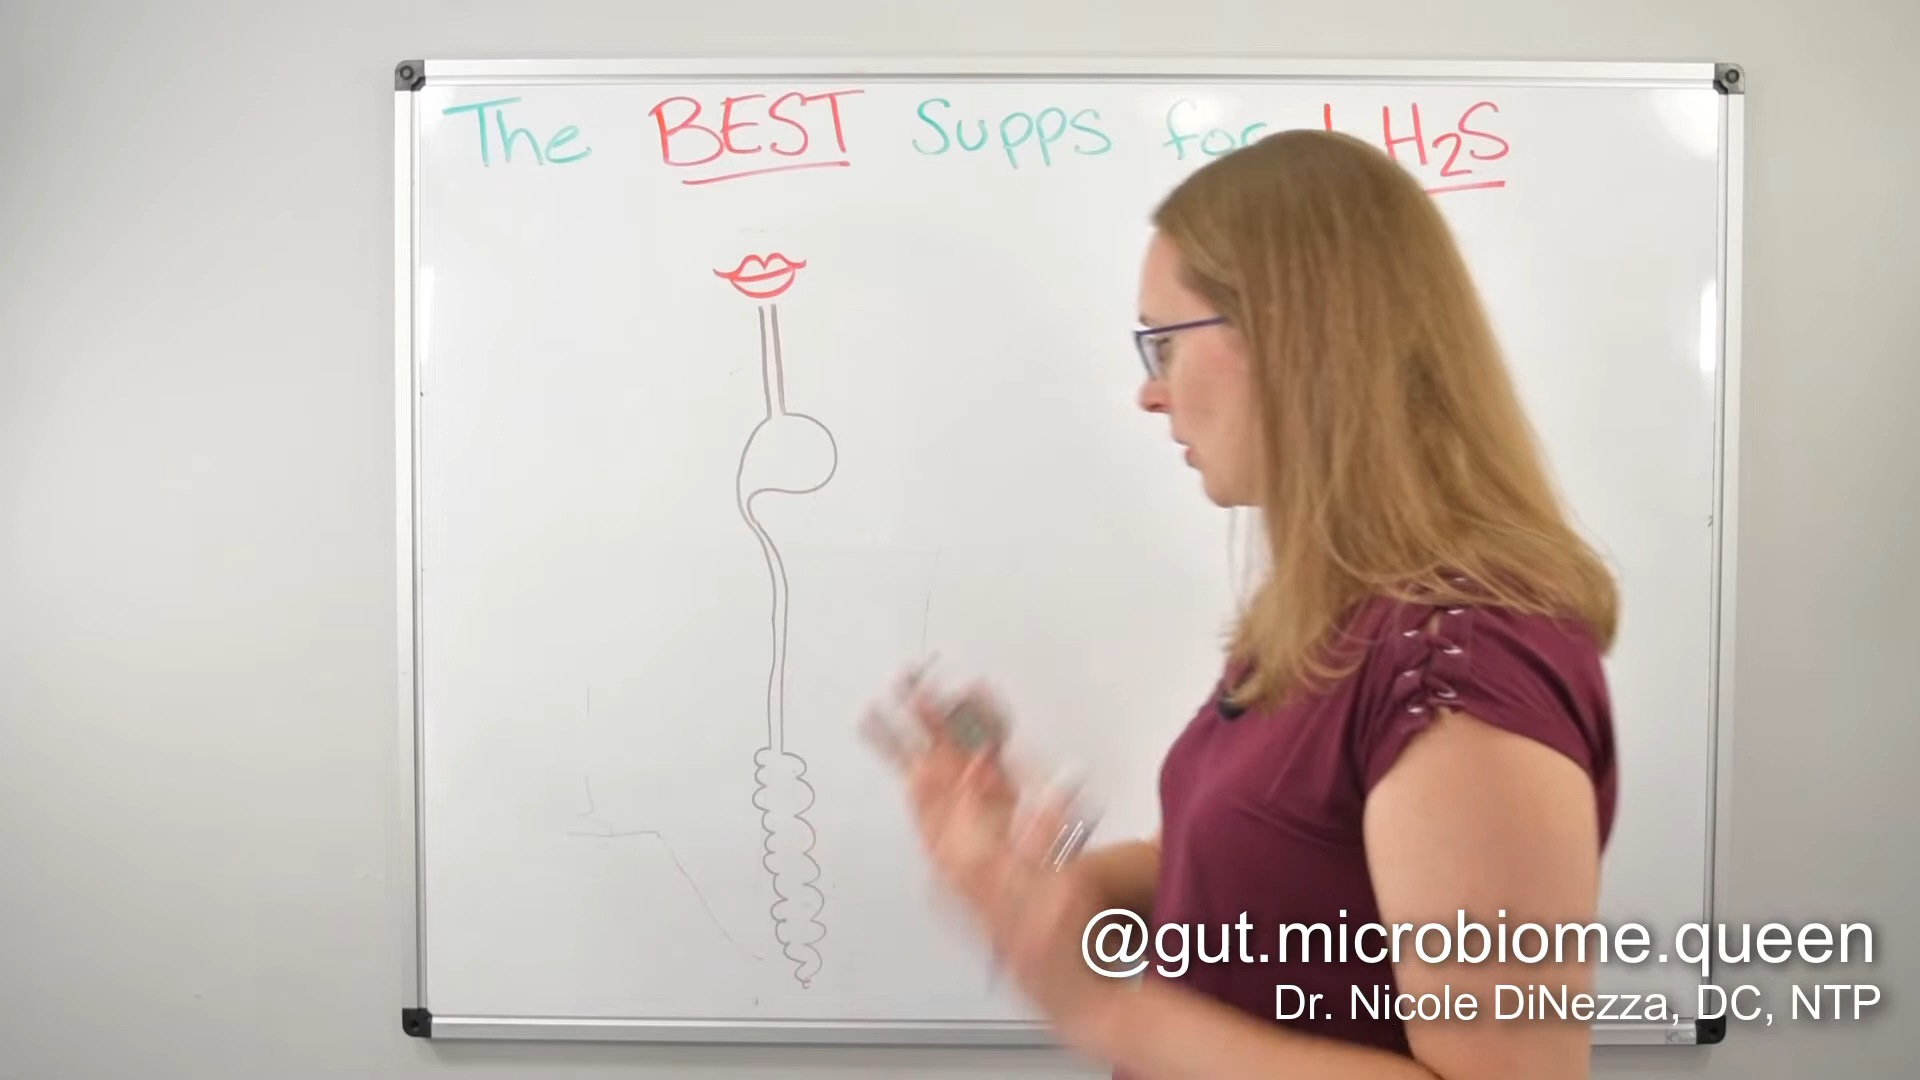 The BEST Supps for H2S
@gut.microbiome.queen
Dr. Nicole DiNezza, DC, NTP